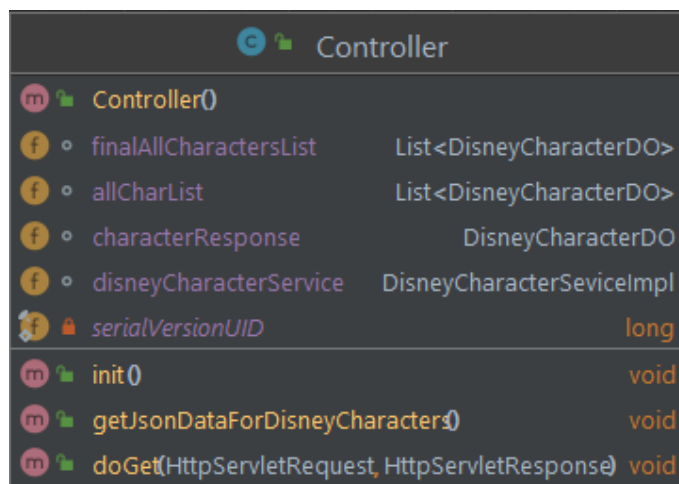 C Controller
m Controller()
f finalAllCharactersList List<DisneyCharacterDO>
f allCharList List<DisneyCharacterDO>
f characterResponse DisneyCharacterDO
f disneyCharacterService DisneyCharacterSeviceImpl
f serialVersionUID long
m init() void
m getJsonDataForDisneyCharacters() void
m doGet(HttpServletRequest, HttpServletResponse) void